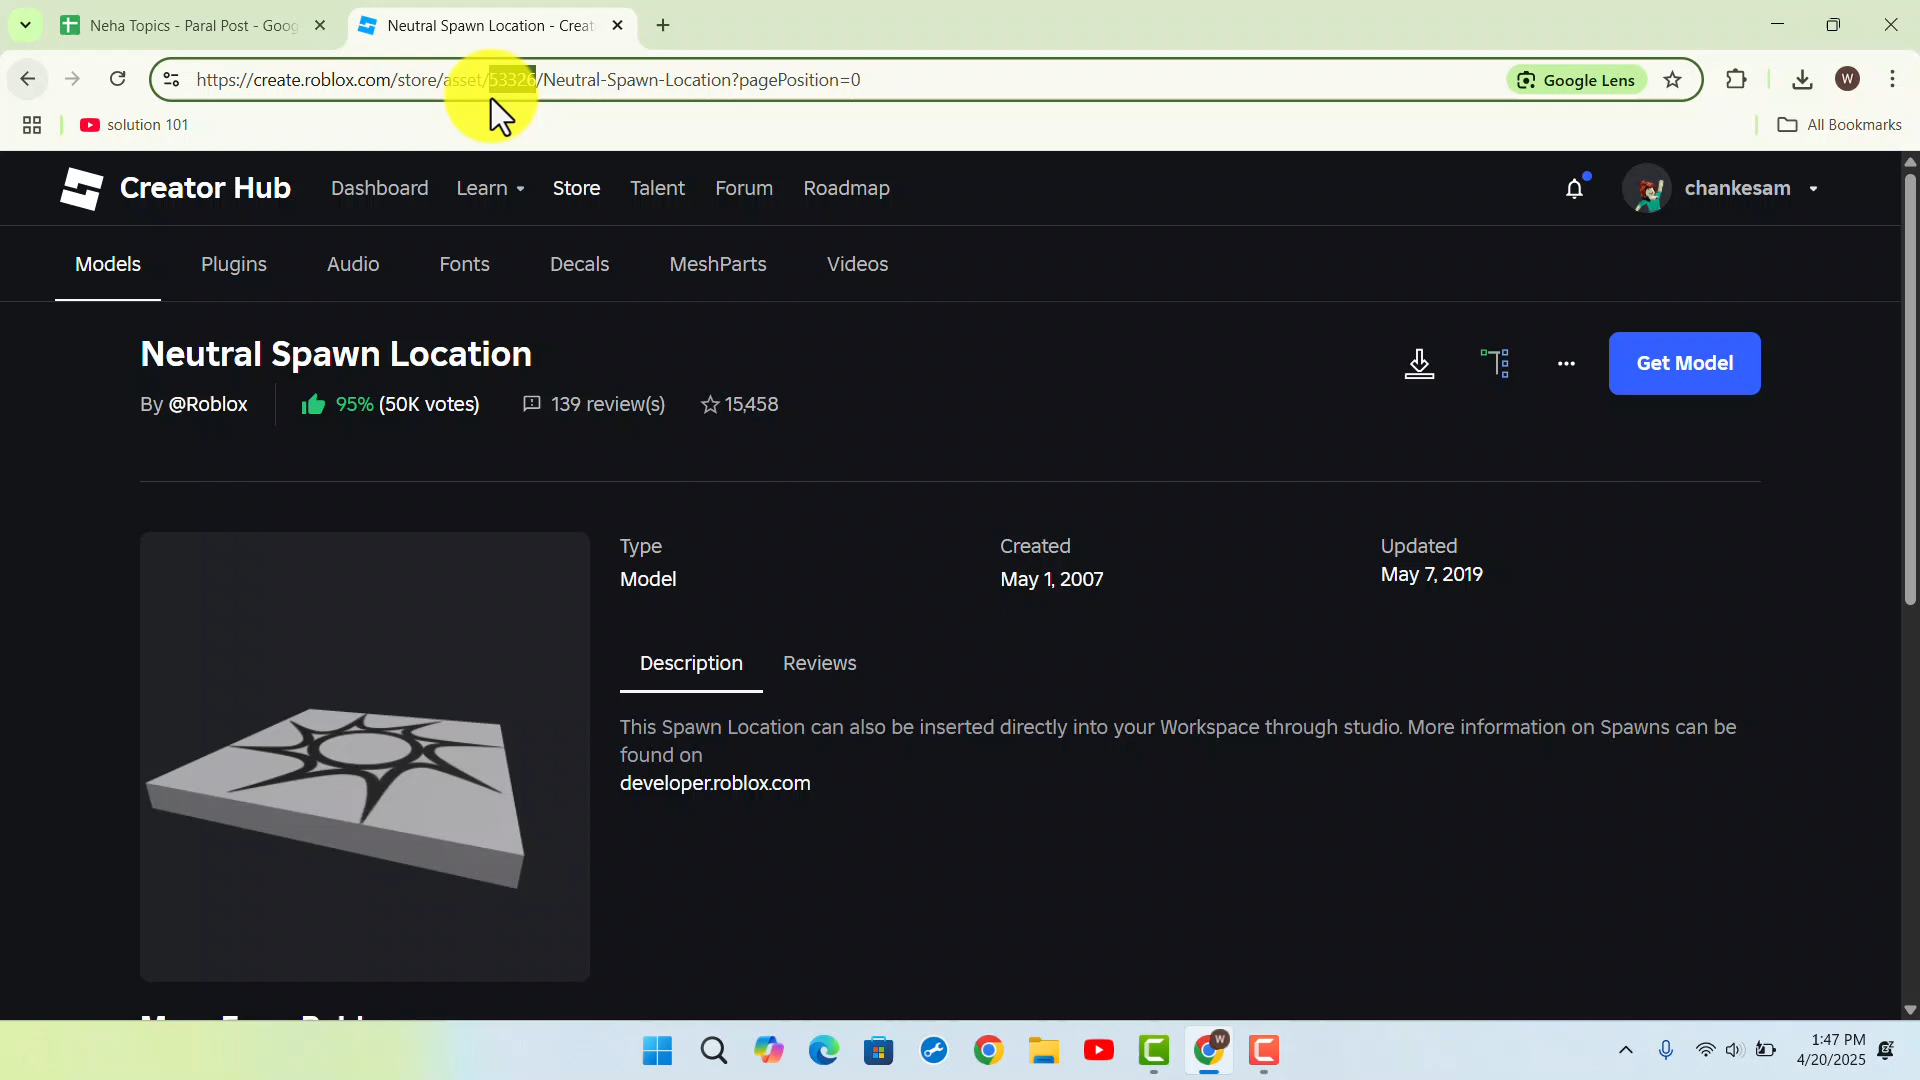 Neha Topics - Paral Post - Goog
Neutral Spawn Location - Creat
https://create.roblox.com/store/asset/53326/Neutral-Spawn-Location?pagePosition=0
Google Lens
W
solution 101
All Bookmarks
Creator Hub
Dashboard
Learn
Store
Talent
Forum
Roadmap
chankesam
Models
Plugins
Audio
Fonts
Decals
MeshParts
Videos
Neutral Spawn Location
Get Model
By @Roblox
95% (50K votes)
139 review(s)
15,458
Type
Created
Updated
Model
May 1, 2007
May 7, 2019
Description
Reviews
This Spawn Location can also be inserted directly into your Workspace through studio. More information on Spawns can be
found on
developer.roblox.com
W
1:47 PM
4/20/2025